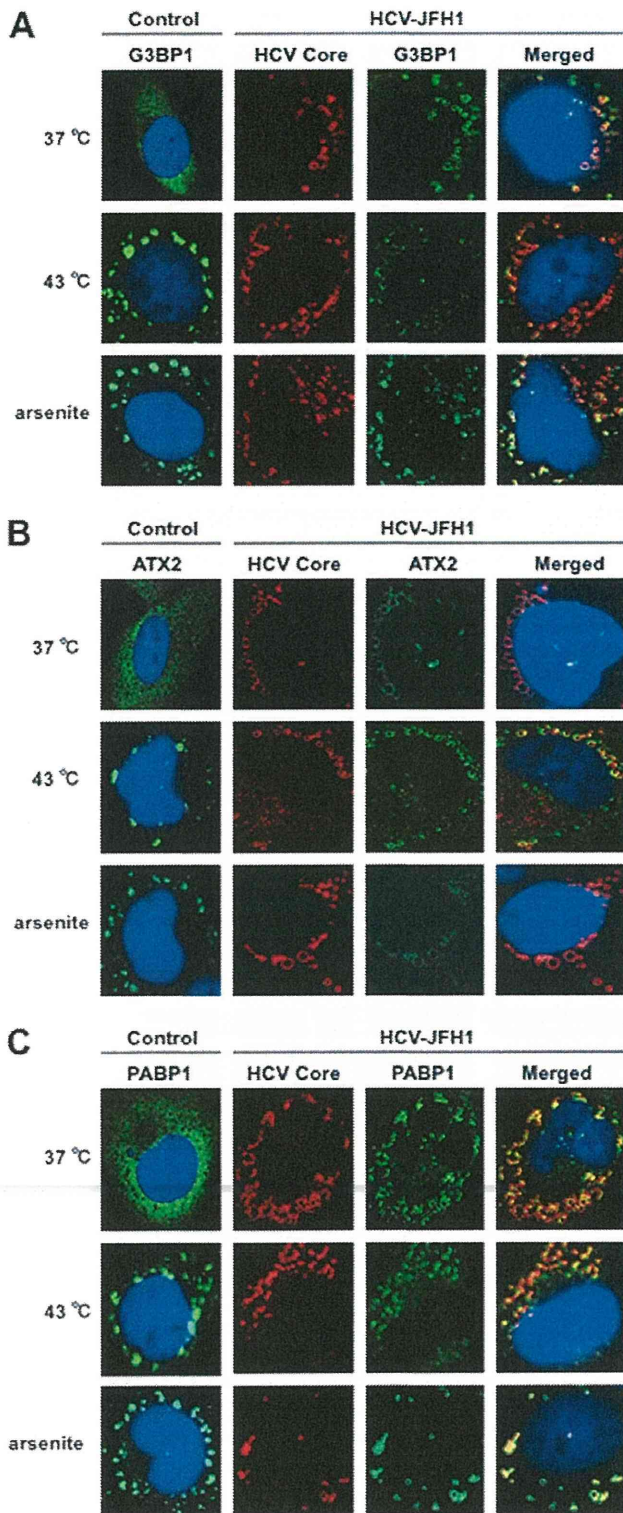 A
Control
HCV-JFH1
G3BP1
HCV Core
G3BP1
Merged
37 °C
43 °C
arsenite
B
Control
HCV-JFH1
ATX2
HCV Core
ATX2
Merged
37 °C
43 °C
arsenite
C
Control
HCV-JFH1
PABP1
HCV Core
PABP1
Merged
37 °C
43 °C
arsenite